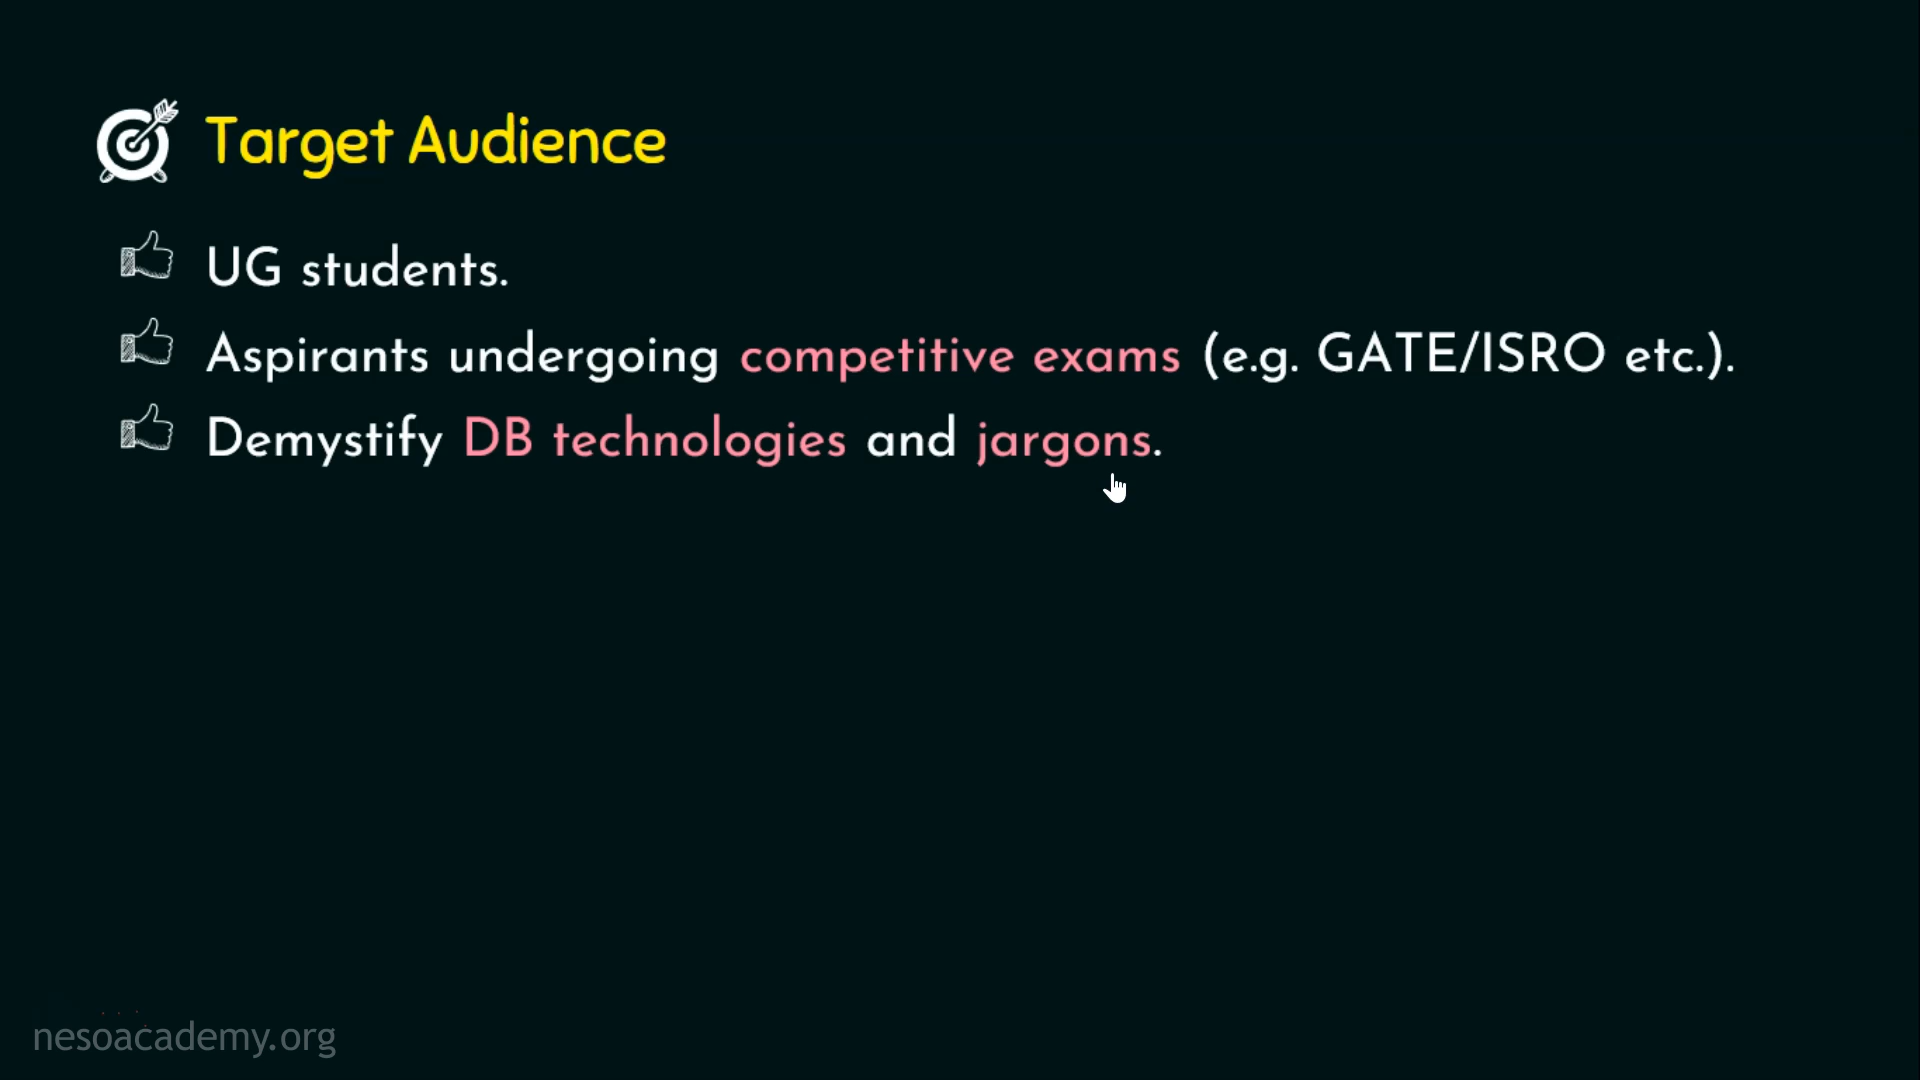 Target Audience
UG students.
Aspirants undergoing competitive exams (e.g. GATE/ISRO etc.).
Demystify DB technologies and jargons.
nesoacademy.org